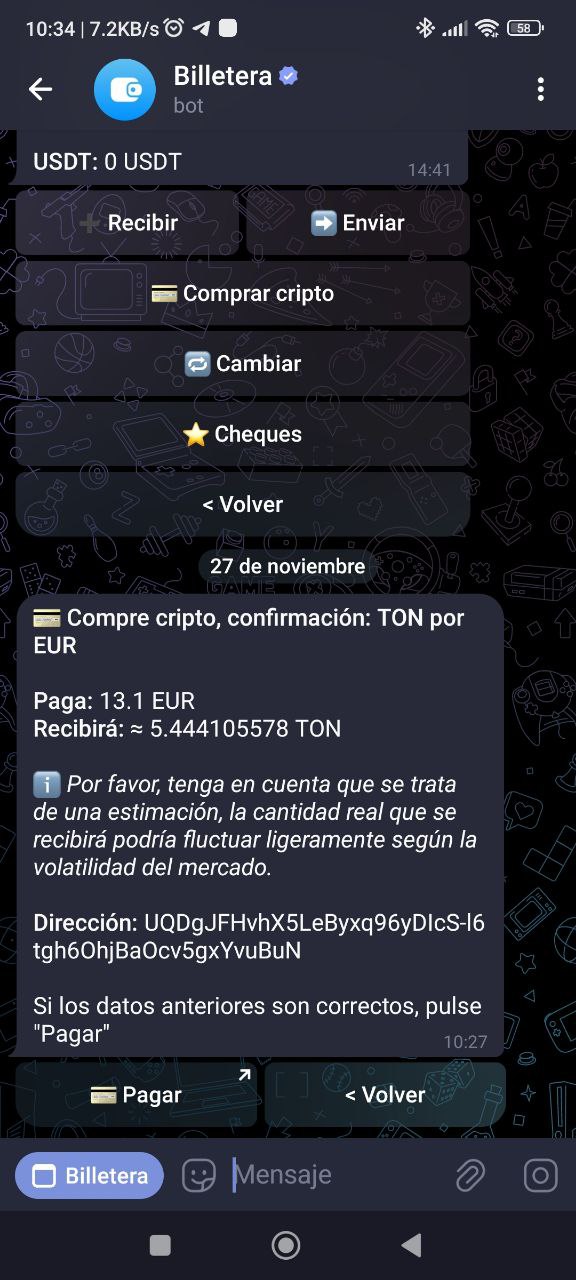 10:34 | 7.2KB/s
58
Billetera
bot
USDT: 0 USDT
14:41
Recibir
Enviar
Comprar cripto
Cambiar
Cheques
< Volver
27 de noviembre
Compre cripto, confirmación: TON por
EUR
Paga: 13.1 EUR
Recibirá: ≈ 5.444105578 TON
Por favor, tenga en cuenta que se trata
de una estimación, la cantidad real que se
recibirá podría fluctuar ligeramente según la
volatilidad del mercado.
Dirección: UQDgJFHvhX5LeByxq96yDIcS-l6
tgh6OhjBaOcv5gxYvuBuN
Si los datos anteriores son correctos, pulse
"Pagar"
10:27
Pagar
< Volver
Billetera
Mensaje